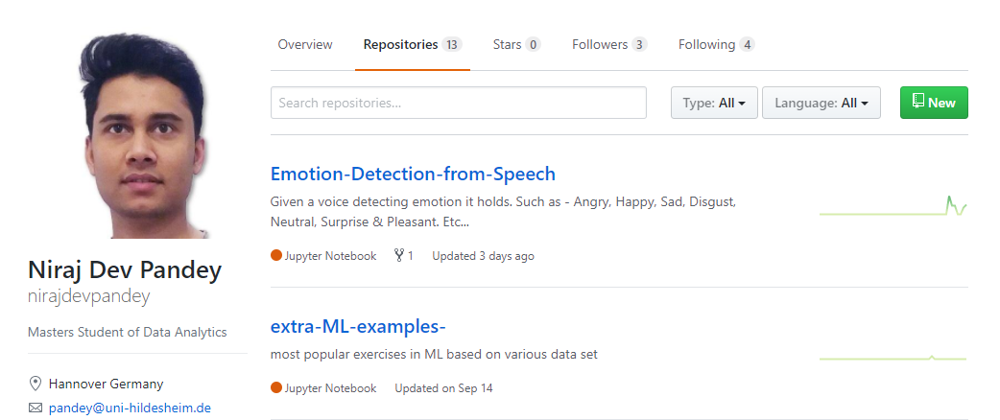 Overview Repositories 13 Stars 0 Followers 3 Following 4
Search repositories... Type: All Language: All New
Emotion-Detection-from-Speech
Given a voice detecting emotion it holds. Such as - Angry, Happy, Sad, Disgust,
Neutral, Surprise & Pleasant. Etc...
Jupyter Notebook 1 Updated 3 days ago
Niraj Dev Pandey
nirajdevpandey
Masters Student of Data Analytics
Hannover Germany
pandey@uni-hildesheim.de
extra-ML-examples-
most popular exercises in ML based on various data set
Jupyter Notebook Updated on Sep 14